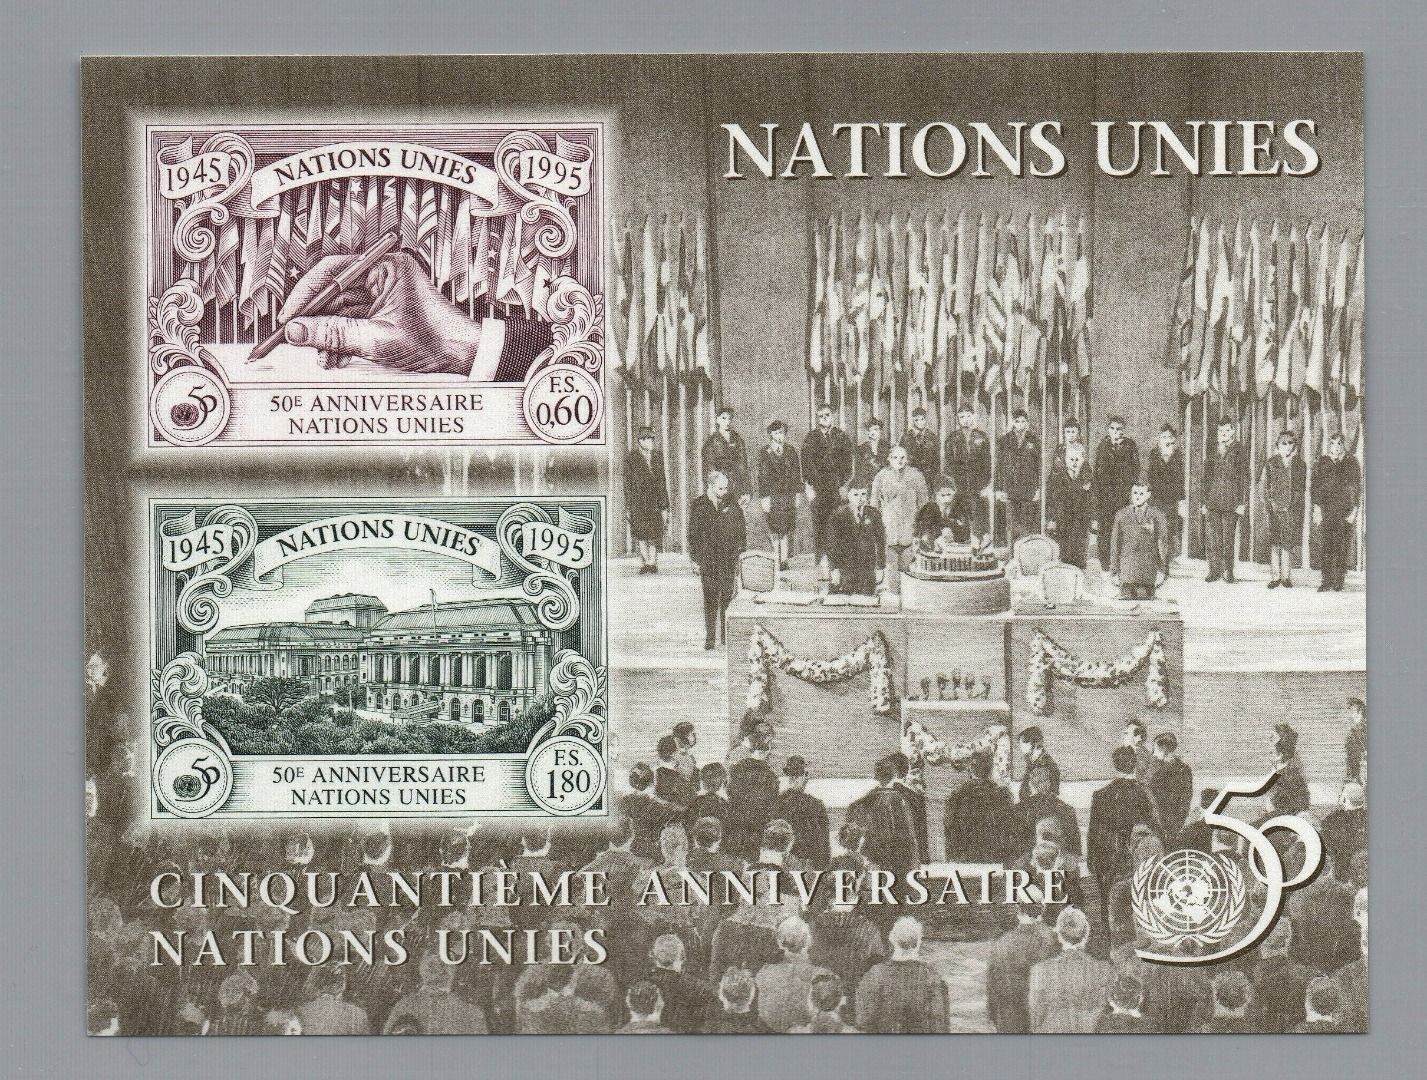 NATIONS UNIES
1945
NATIONS UNIES
1995
50
50E ANNIVERSAIRE
NATIONS UNIES
F.S.
0,60
1945
NATIONS UNIES
1995
50
50E ANNIVERSAIRE
NATIONS UNIES
F.S.
1,80
CINQUANTIÈME ANNIVERSAIRE
NATIONS UNIES
50